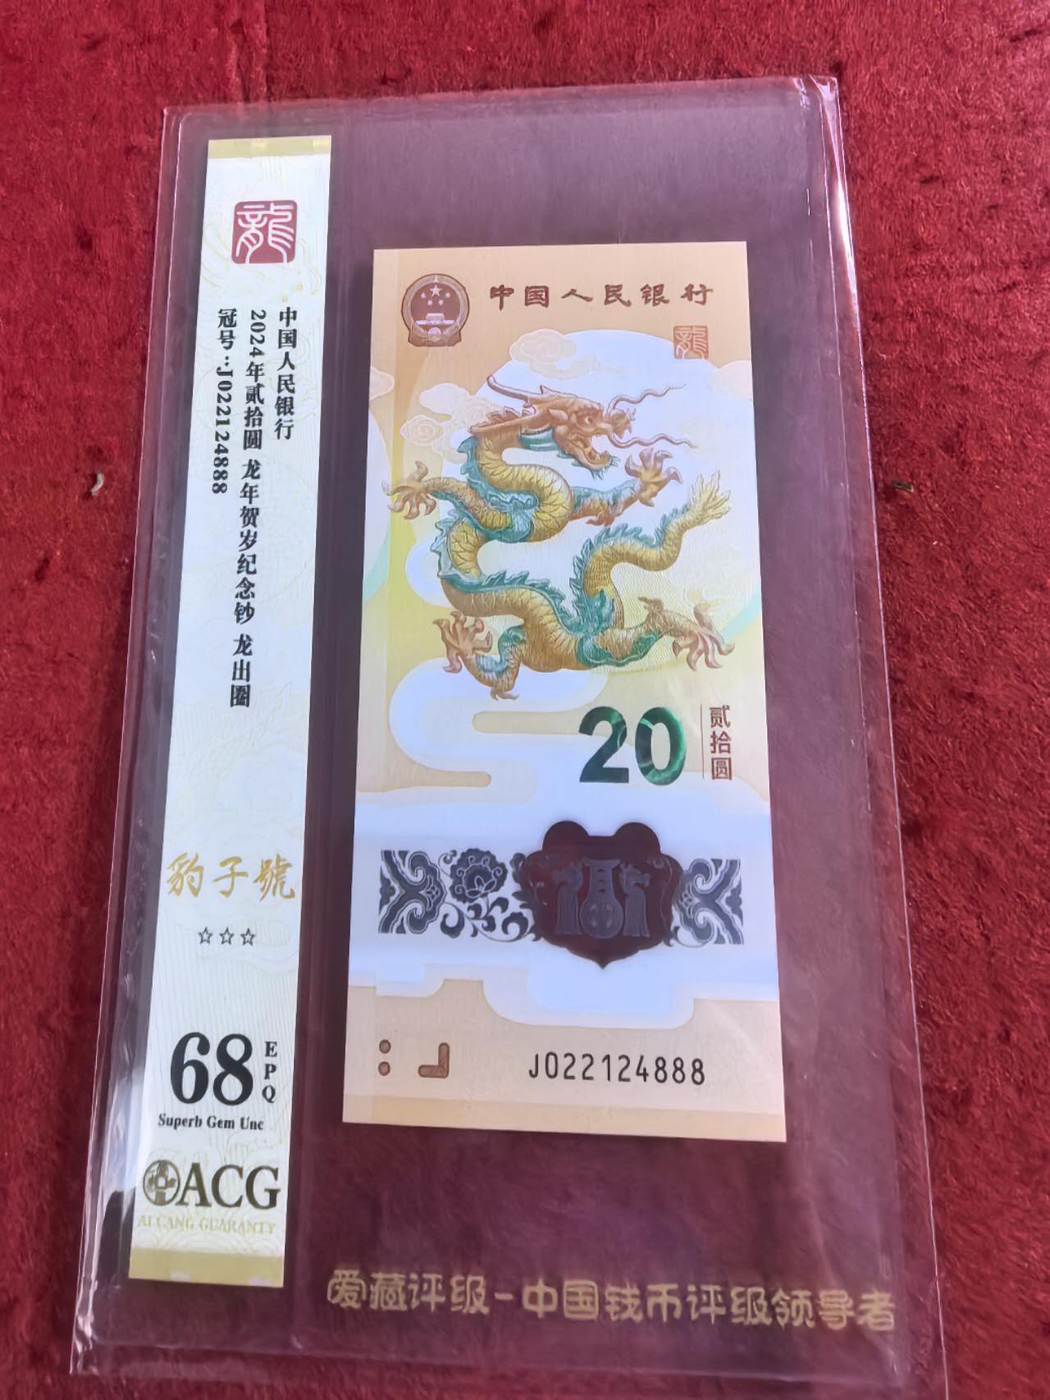 龍
中国人民银行
2024年贰拾圆 龙年贺岁纪念钞 龙出圈
冠号:J022124888
豹子號
☆☆☆
68
EPQ
Superb Gem Unc
ACG
AI CANG GUARANTY
中国人民银行
龍
20
贰拾圆
J022124888
爱藏评级-中国钱币评级领导者